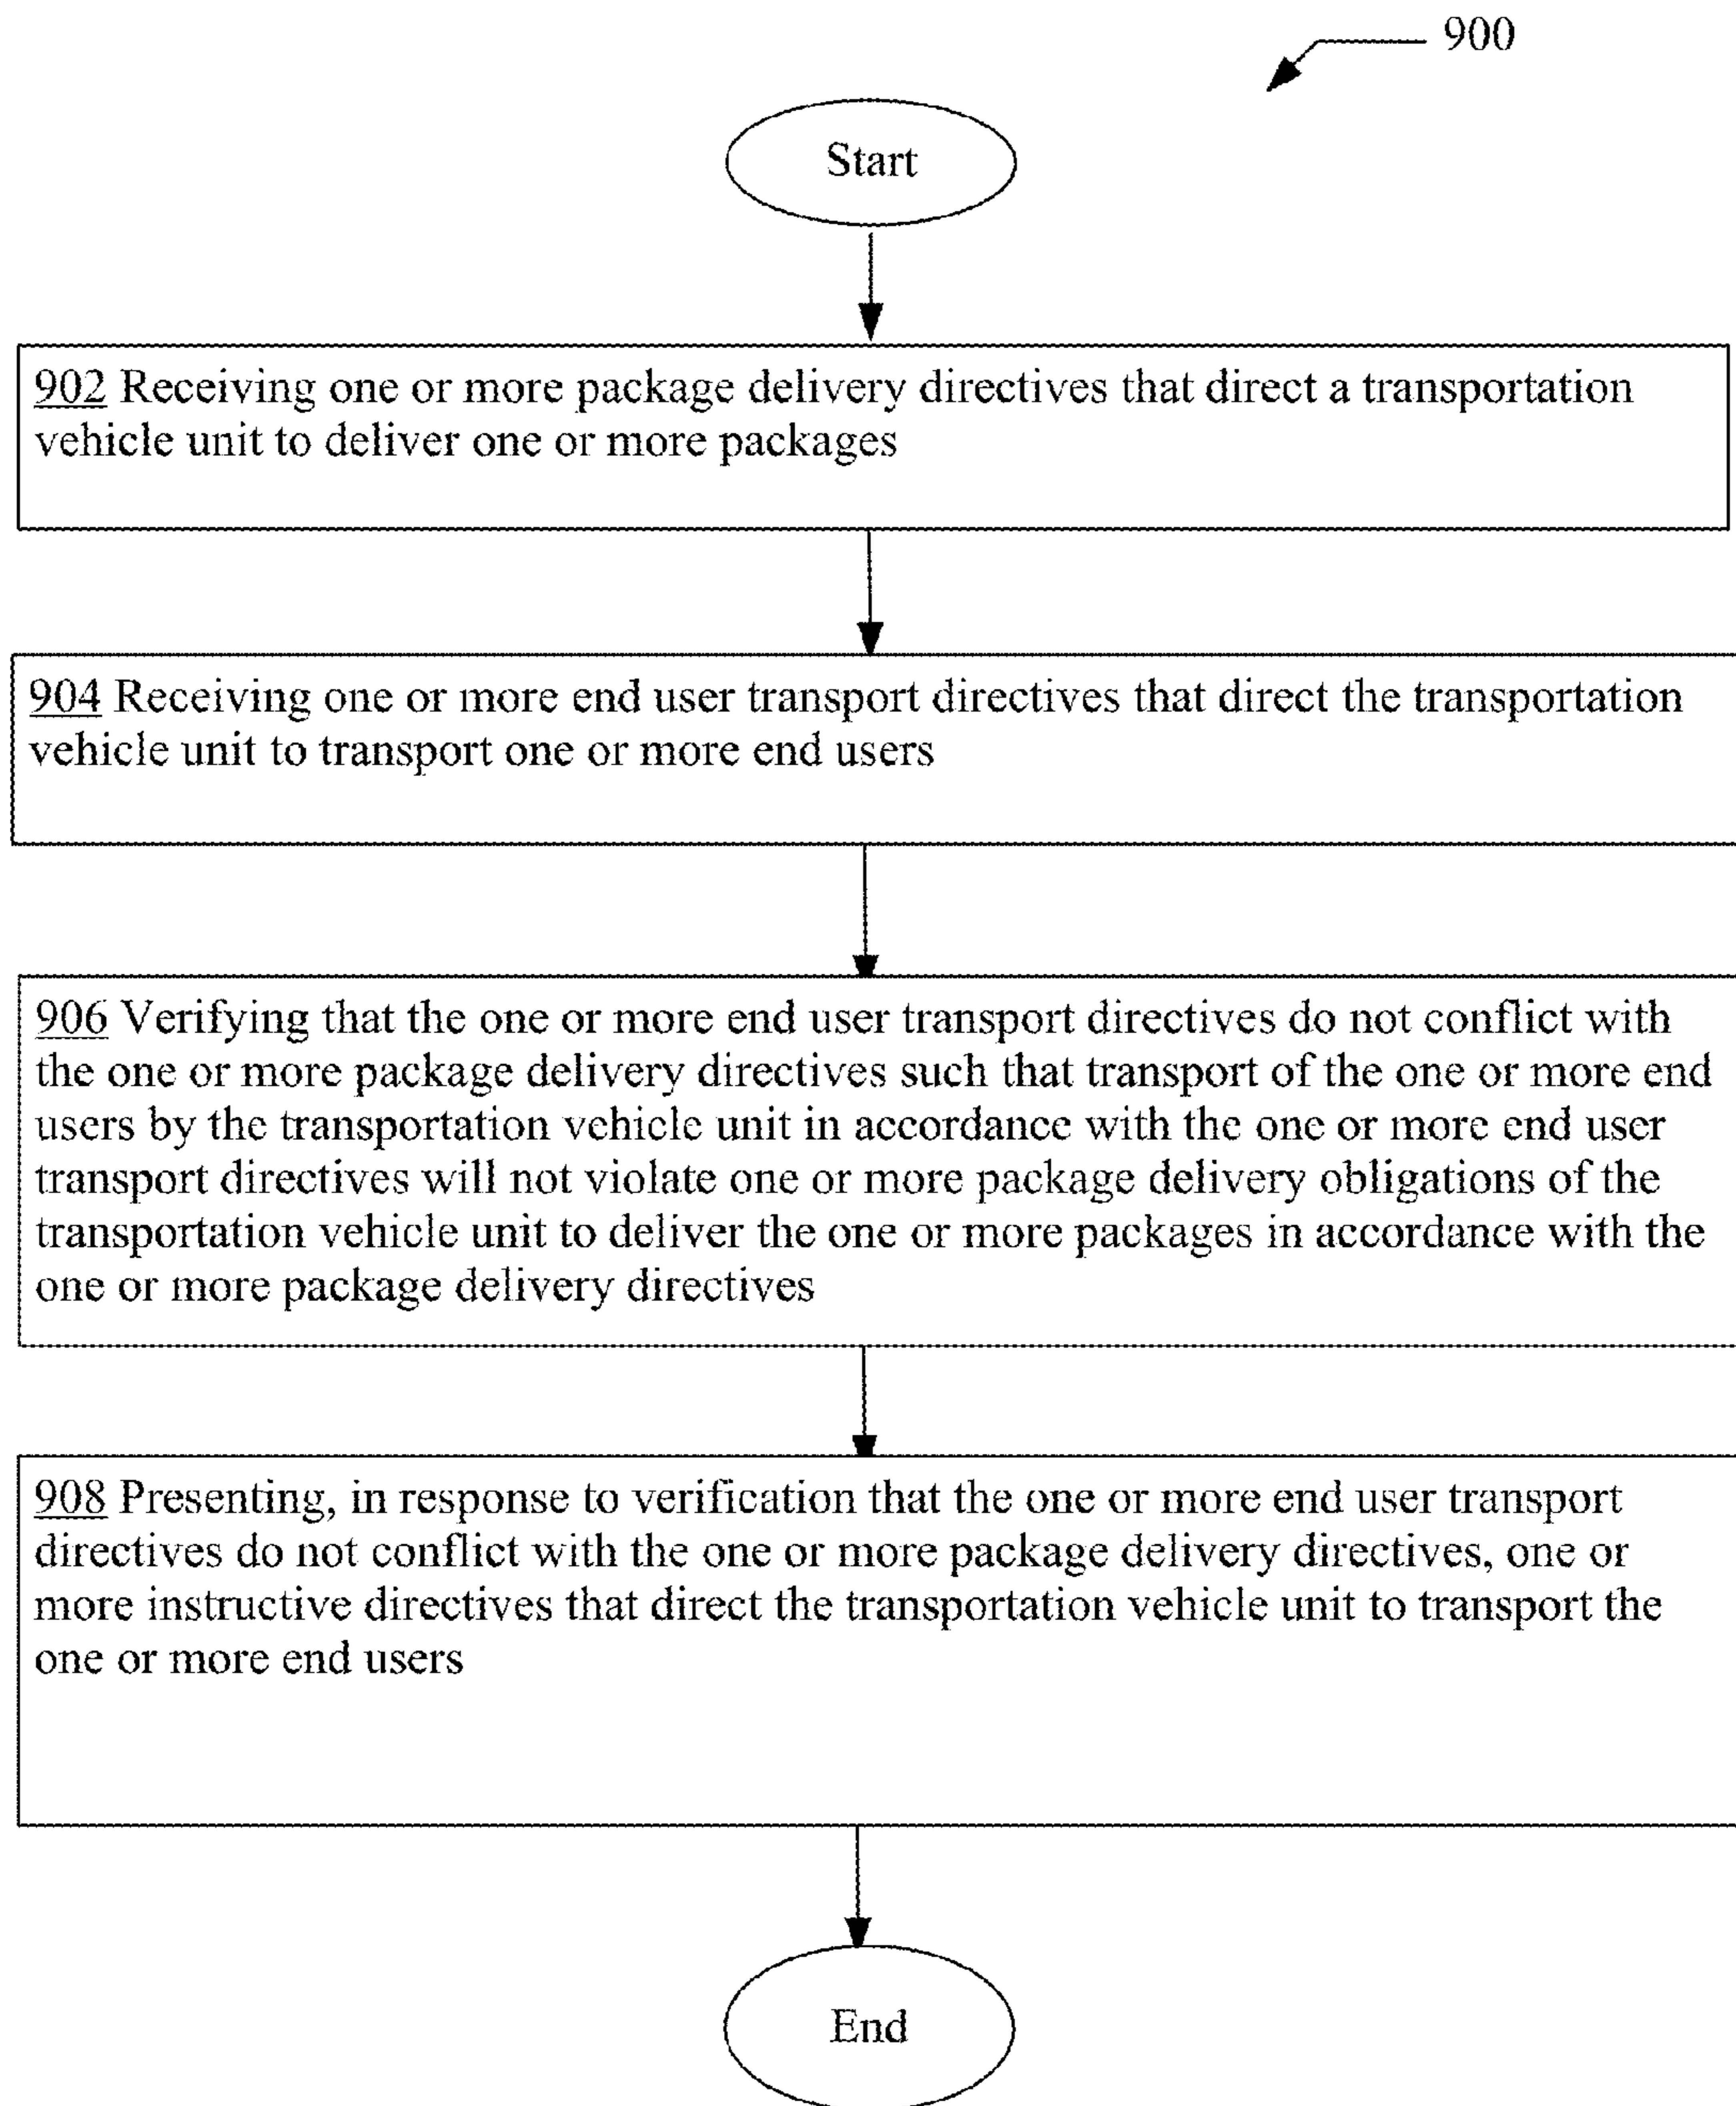 900
Start
902 Receiving one or more package delivery directives that direct a transportation
vehicle unit to deliver one or more packages
904 Receiving one or more end user transport directives that direct the transportation
vehicle unit to transport one or more end users
906 Verifying that the one or more end user transport directives do not conflict with
the one or more package delivery directives such that transport of the one or more end
users by the transportation vehicle unit in accordance with the one or more end user
transport directives will not violate one or more package delivery obligations of the
transportation vehicle unit to deliver the one or more packages in accordance with the
one or more package delivery directives
908 Presenting, in response to verification that the one or more end user transport
directives do not conflict with the one or more package delivery directives, one or
more instructive directives that direct the transportation vehicle unit to transport the
one or more end users
End